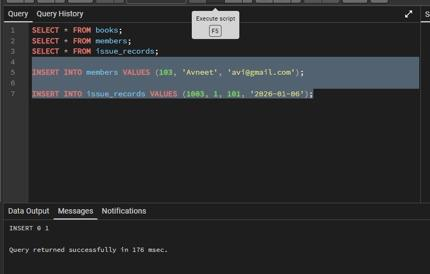 Query Query History
Execute script
F5
1 SELECT * FROM books;
2 SELECT * FROM members;
3 SELECT * FROM issue_records;
4
5 INSERT INTO members VALUES (103, 'Avneet', 'avi@gmail.com');
6
7 INSERT INTO issue_records VALUES (1003, 1, 101, '2026-01-06');
Data Output Messages Notifications
INSERT 0 1
Query returned successfully in 176 msec.